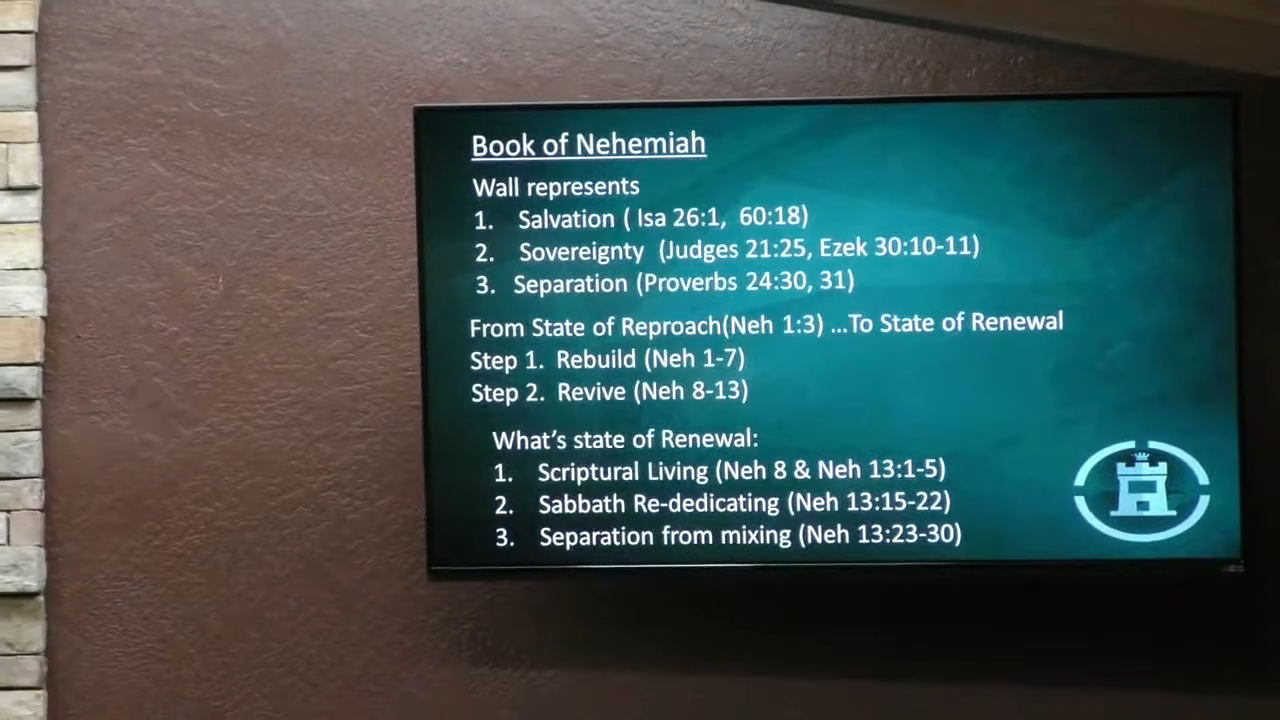 Book of Nehemiah
Wall represents
1. Salvation ( Isa 26:1, 60:18)
2. Sovereignty (Judges 21:25, Ezek 30:10-11)
3. Separation (Proverbs 24:30, 31)
From State of Reproach(Neh 1:3) ...To State of Renewal
Step 1. Rebuild (Neh 1-7)
Step 2. Revive (Neh 8-13)
What's state of Renewal:
1. Scriptural Living (Neh 8 & Neh 13:1-5)
2. Sabbath Re-dedicating (Neh 13:15-22)
3. Separation from mixing (Neh 13:23-30)